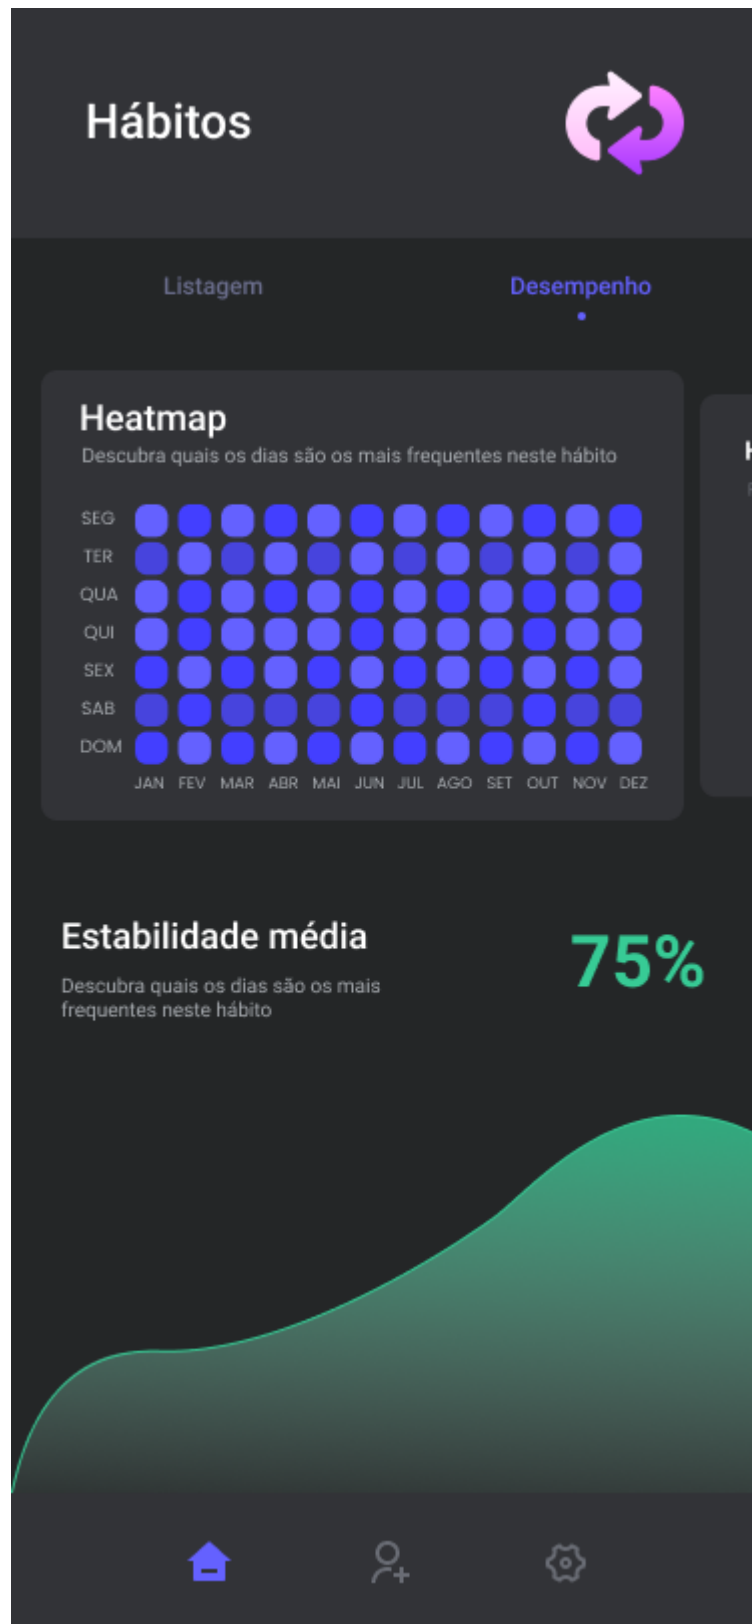 Hábitos
Listagem
Desempenho
Heatmap
Descubra quais os dias são os mais frequentes neste hábito
SEG
TER
QUA
QUI
SEX
SAB
DOM
JAN FEV MAR ABR MAI JUN JUL AGO SET OUT NOV DEZ
Estabilidade média
75%
Descubra quais os dias são os mais
frequentes neste hábito